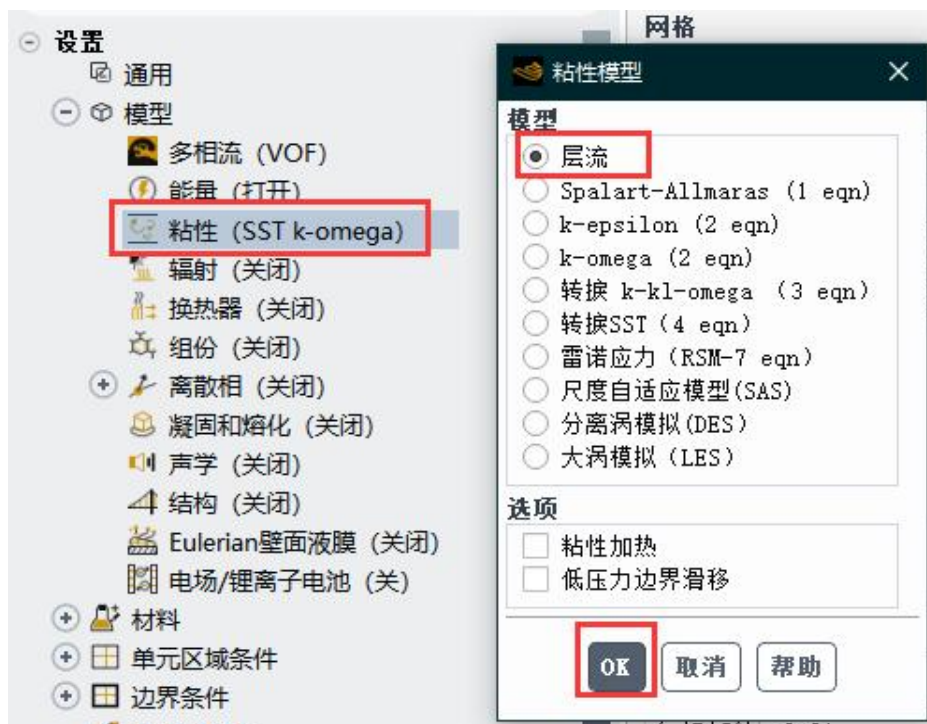 设置
通用
模型
多相流 (VOF)
能量 (打开)
粘性 (SST k-omega)
辐射 (关闭)
换热器 (关闭)
组份 (关闭)
离散相 (关闭)
凝固和熔化 (关闭)
声学 (关闭)
结构 (关闭)
Eulerian壁面液膜 (关闭)
电场/锂离子电池 (关)
材料
单元区域条件
边界条件
网格
粘性模型
模型
层流
Spalart-Allmaras (1 eqn)
k-epsilon (2 eqn)
k-omega (2 eqn)
转捩 k-kl-omega (3 eqn)
转捩SST (4 eqn)
雷诺应力 (RSM-7 eqn)
尺度自适应模型(SAS)
分离涡模拟(DES)
大涡模拟 (LES)
选项
粘性加热
低压力边界滑移
OK 取消 帮助